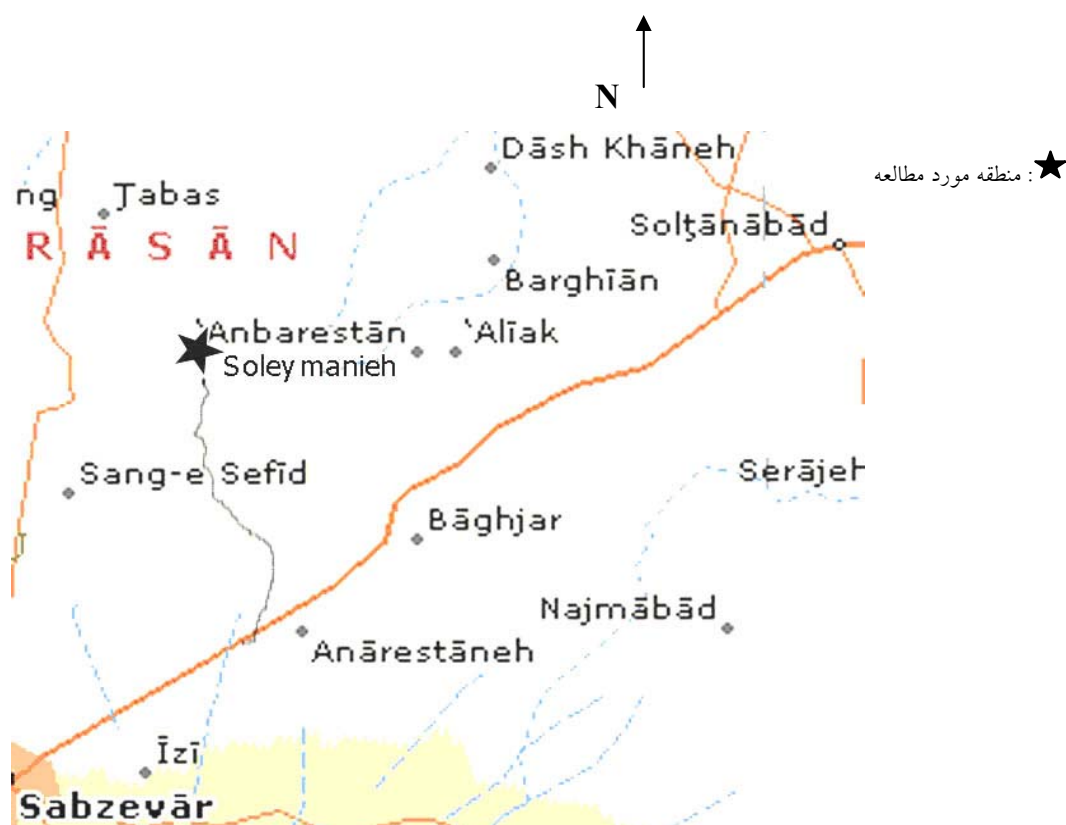 N
Dāsh Khāneh
: منطقه مورد مطالعه
ng
Ţabas
Solţānābād
RĀSĀN
Barghīān
`Anbarestān
`Alīak
Soley manieh
Sang-e Sefīd
Serājeh
Bāghjar
Najmābād
Anārestāneh
Īzī
Sabzevār